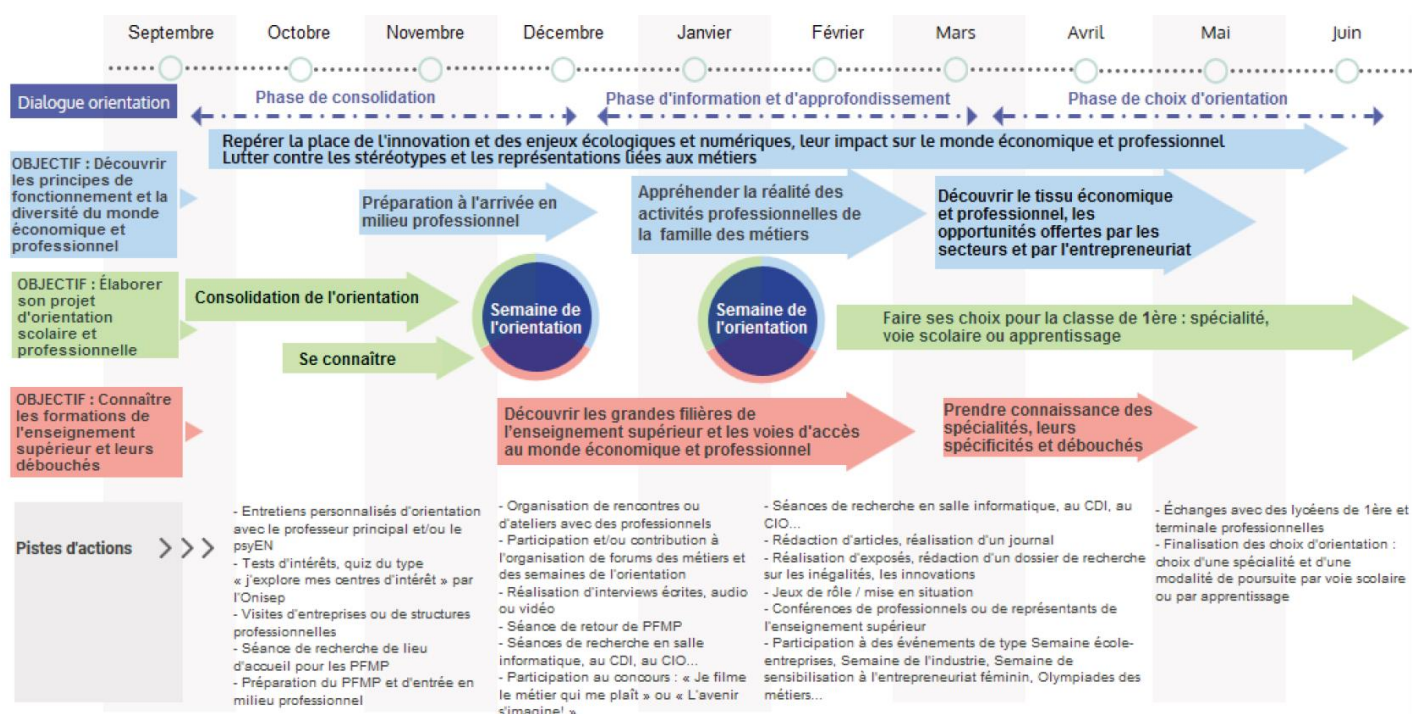 Septembre Octobre Novembre Décembre Janvier Février Mars Avril Mai Juin
Dialogue orientation
Phase de consolidation
Phase d'information et d'approfondissement
Phase de choix d'orientation
Repérer la place de l'innovation et des enjeux écologiques et numériques, leur impact sur le monde économique et professionnel
Lutter contre les stéréotypes et les représentations liées aux métiers
OBJECTIF : Découvrir
les principes de
fonctionnement et la
diversité du monde
économique et
professionnel
Préparation à l'arrivée en
milieu professionnel
Appréhender la réalité des
activités professionnelles de
la famille des métiers
Découvrir le tissu économique
et professionnel, les
opportunités offertes par les
secteurs et par l'entrepreneuriat
OBJECTIF : Élaborer
son projet
d'orientation
scolaire et
professionnelle
Consolidation de l'orientation
Se connaître
Semaine de
l'orientation
Semaine de
l'orientation
Faire ses choix pour la classe de 1ère : spécialité,
voie scolaire ou apprentissage
OBJECTIF : Connaître
les formations de
l'enseignement
supérieur et leurs
débouchés
Découvrir les grandes filières de
l'enseignement supérieur et les voies d'accès
au monde économique et professionnel
Prendre connaissance des
spécialités, leurs
spécificités et débouchés
Pistes d'actions
- Entretiens personnalisés d'orientation
avec le professeur principal et/ou le
psyEN
- Tests d'intérêts, quiz du type
« j'explore mes centres d'intérêt » par
l'Onisep
- Visites d'entreprises ou de structures
professionnelles
- Séance de recherche de lieu
d'accueil pour les PFMP
- Préparation du PFMP et d'entrée en
milieu professionnel
- Organisation de rencontres ou
d'ateliers avec des professionnels
- Participation et/ou contribution à
l'organisation de forums des métiers et
des semaines de l'orientation
- Réalisation d'interviews écrites, audio
ou vidéo
- Séance de retour de PFMP
- Séances de recherche en salle
informatique, au CDI, au CIO...
- Participation au concours : « Je filme
le métier qui me plaît » ou « L'avenir
s'imagine! »
- Séances de recherche en salle informatique, au CDI, au
CIO...
- Rédaction d'articles, réalisation d'un journal
- Réalisation d'exposés, rédaction d'un dossier de recherche
sur les inégalités, les innovations
- Jeux de rôle / mise en situation
- Conférences de professionnels ou de représentants de
l'enseignement supérieur
- Participation à des événements de type Semaine école-
entreprises, Semaine de l'industrie, Semaine de
sensibilisation à l'entrepreneuriat féminin, Olympiades des
métiers...
- Échanges avec des lycéens de 1ère et
terminale professionnelles
- Finalisation des choix d'orientation :
choix d'une spécialité et d'une
modalité de poursuite par voie scolaire
ou par apprentissage